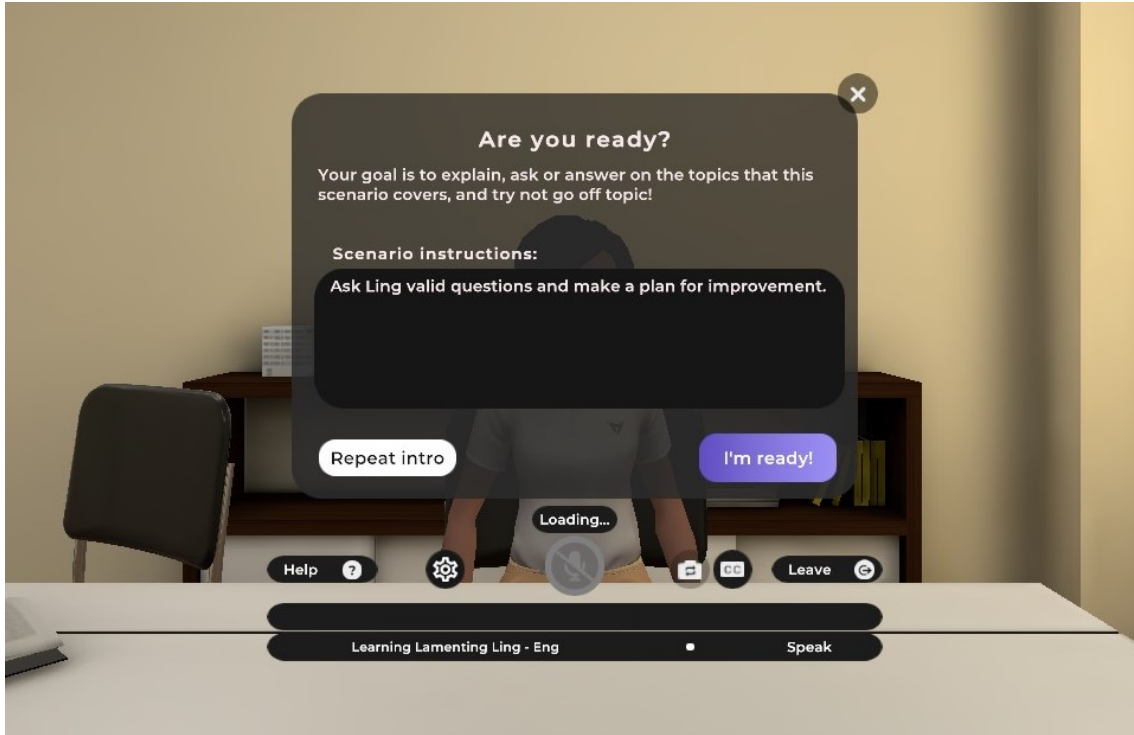 Are you ready?
Your goal is to explain, ask or answer on the topics that this
scenario covers, and try not go off topic!
Scenario instructions:
Ask Ling valid questions and make a plan for improvement.
Repeat intro
I'm ready!
Loading...
Help ?
CC
Leave
Learning Lamenting Ling - Eng
Speak